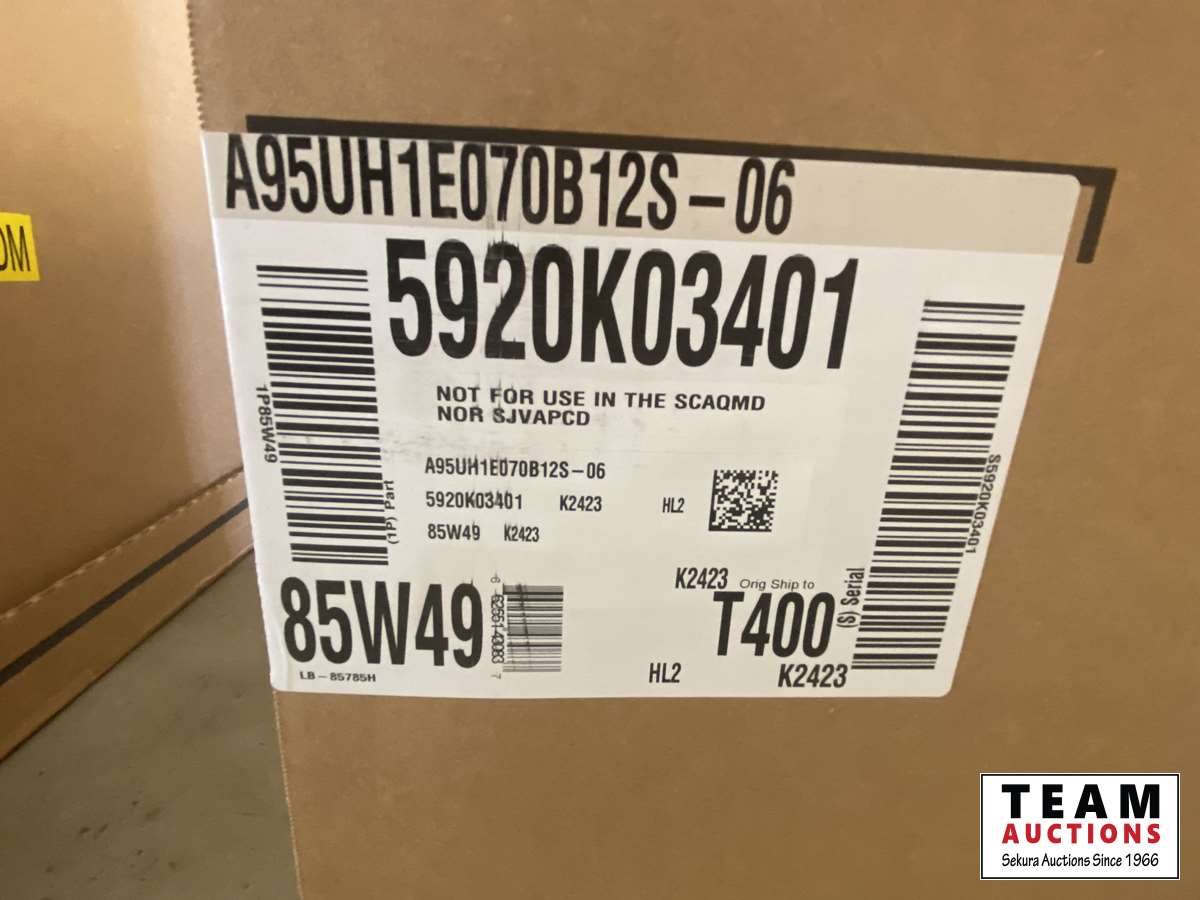 A95UH1E070B12S-06
5920K03401
NOT FOR USE IN THE SCAQMD
NOR SJVAPCD
1P85W49
(1P) Part
A95UH1E070B12S-06
5920K03401 K2423 HL2
85W49 K2423
S5920K03401
(S) Serial
85W49
LB-85785H
K2423 Orig Ship to
T400
HL2 K2423
OM
TEAM
AUCTIONS
Sekura Auctions Since 1966